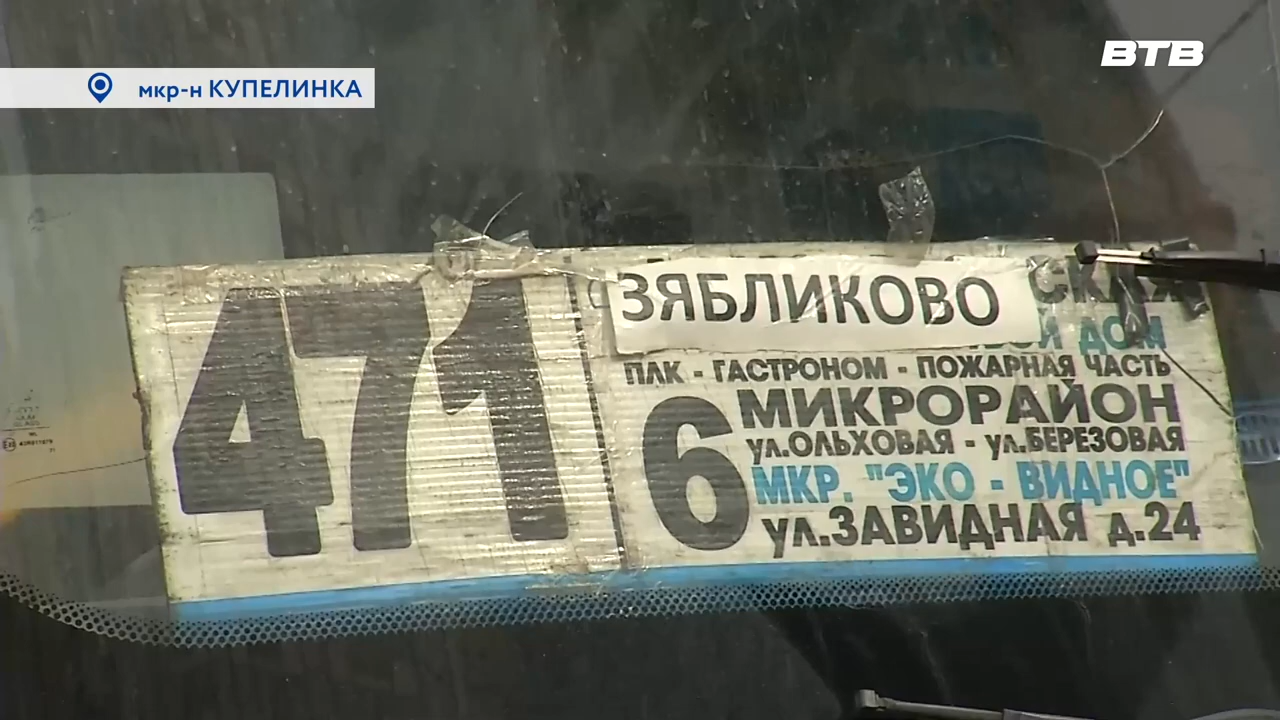 ВТВ
мкр-н КУПЕЛИНКА
471
ЗЯБЛИКОВО
ДОМ
ПЛК - ГАСТРОНОМ - ПОЖАРНАЯ ЧАСТЬ
6 МИКРОРАЙОН
ул.ОЛЬХОВАЯ - ул.БЕРЕЗОВАЯ
МКР. "ЭКО - ВИДНОЕ"
ул.ЗАВИДНАЯ д.24